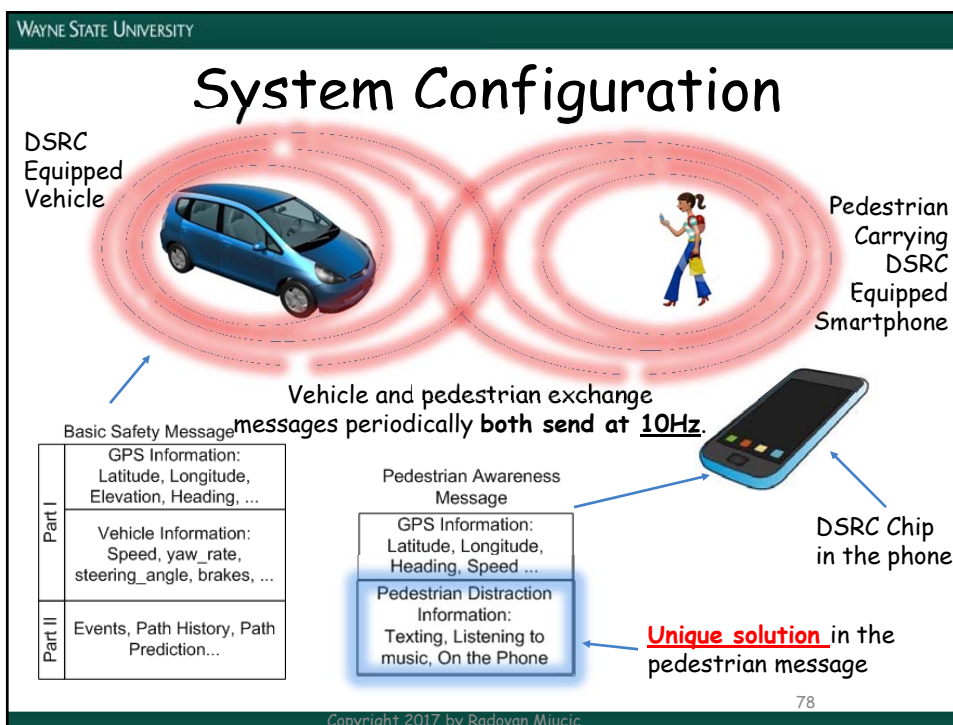 WAYNE STATE UNIVERSITY
System Configuration
DSRC
Equipped
Vehicle
Pedestrian
Carrying
DSRC
Equipped
Smartphone
Vehicle and pedestrian exchange
messages periodically both send at 10Hz.
Basic Safety Message
Part I
GPS Information:
Latitude, Longitude,
Elevation, Heading, ...
Vehicle Information:
Speed, yaw_rate,
steering_angle, brakes, ...
Part II
Events, Path History, Path
Prediction...
Pedestrian Awareness
Message
GPS Information:
Latitude, Longitude,
Heading, Speed ...
Pedestrian Distraction
Information:
Texting, Listening to
music, On the Phone
DSRC Chip
in the phone
Unique solution in the
pedestrian message
78
Copyright 2017 by Radovan Miucic